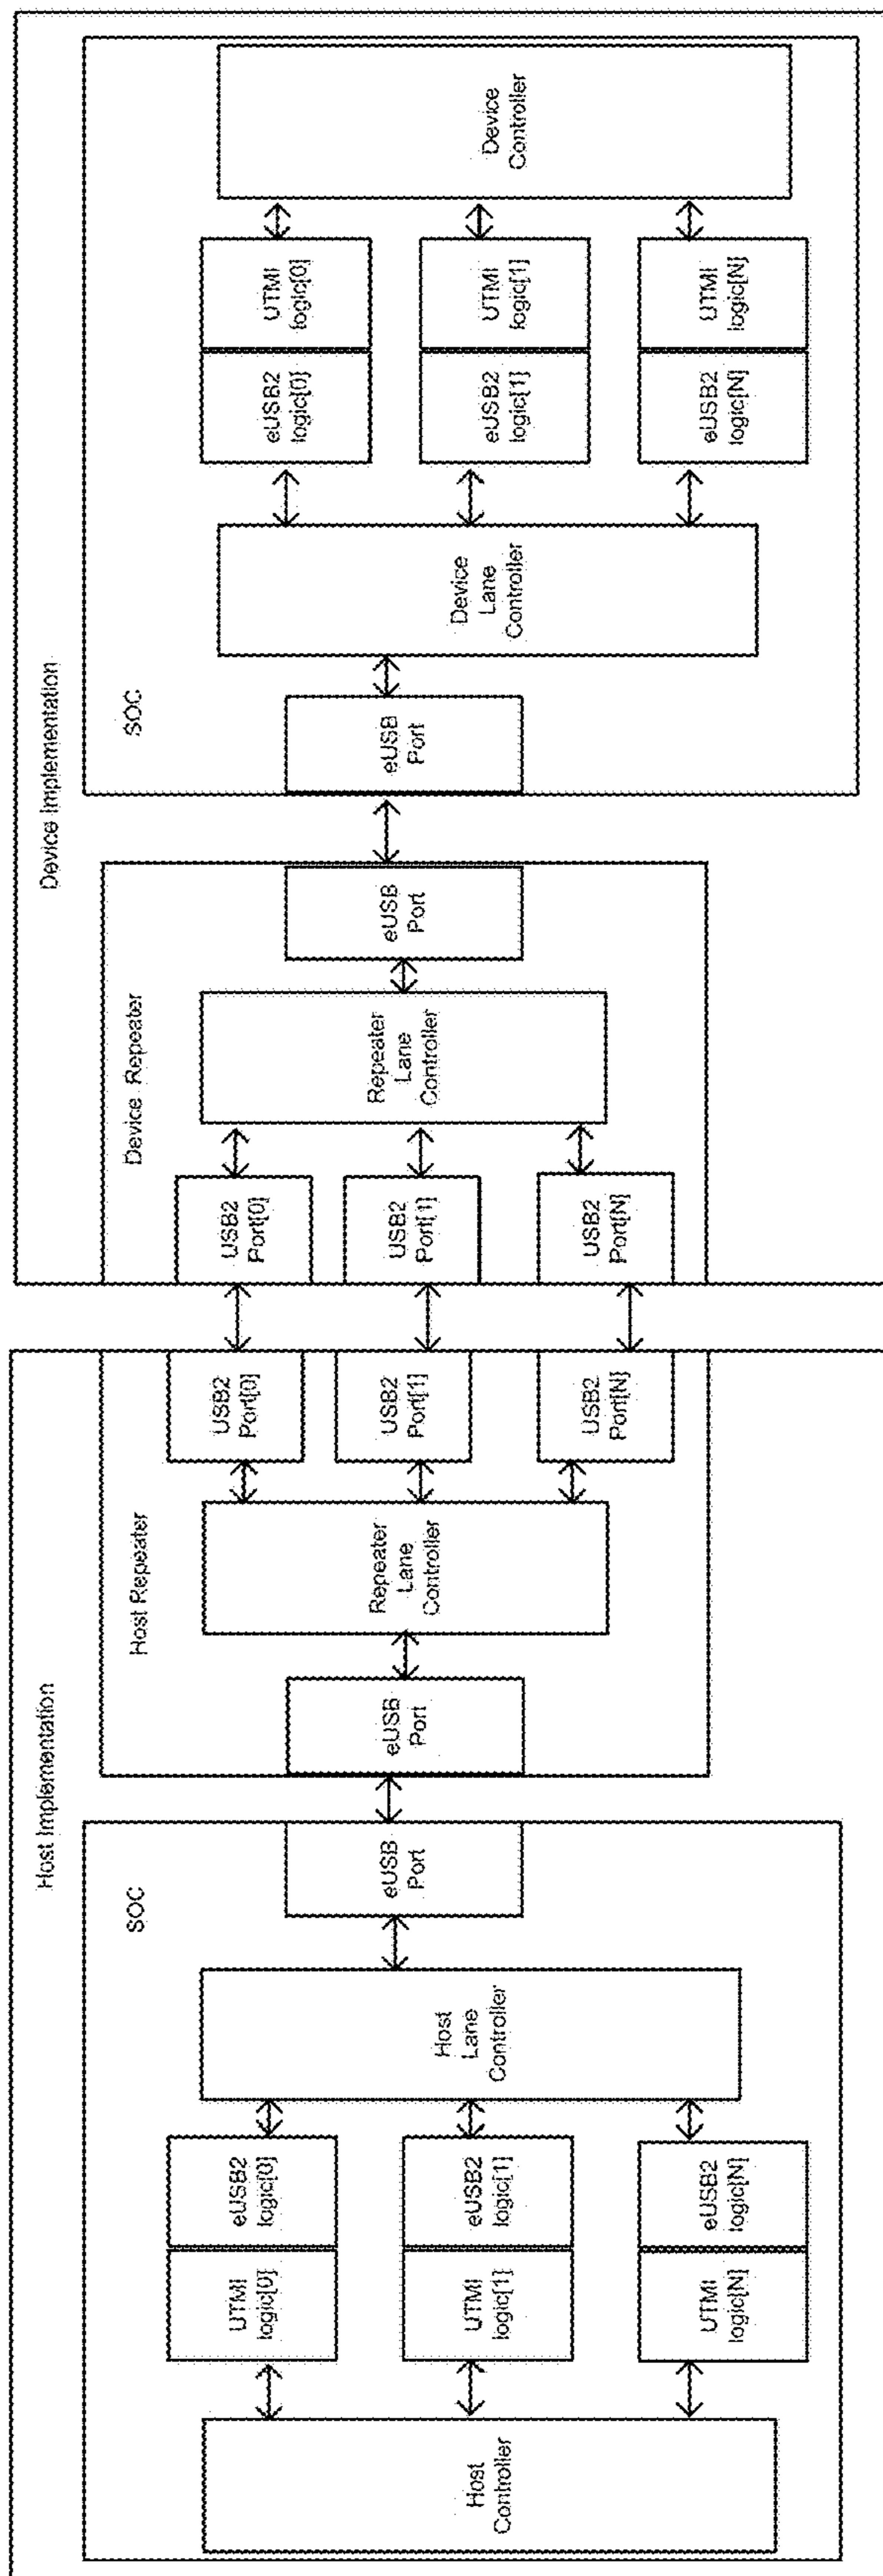 Host Implementation
SOC
Host
Controller
UTMI
logic[0]
eUSB2
logic[0]
UTMI
logic[1]
eUSB2
logic[1]
UTMI
logic[N]
eUSB2
logic[N]
Host
Lane
Controller
eUSB
Port
Host Repeater
eUSB
Port
Repeater
Lane
Controller
USB2
Port[0]
USB2
Port[1]
USB2
Port[N]
Device Implementation
Device Repeater
USB2
Port[0]
USB2
Port[1]
USB2
Port[N]
Repeater
Lane
Controller
eUSB
Port
SOC
eUSB
Port
Device
Lane
Controller
eUSB2
logic[0]
UTMI
logic[0]
eUSB2
logic[1]
UTMI
logic[1]
eUSB2
logic[N]
UTMI
logic[N]
Device
Controller